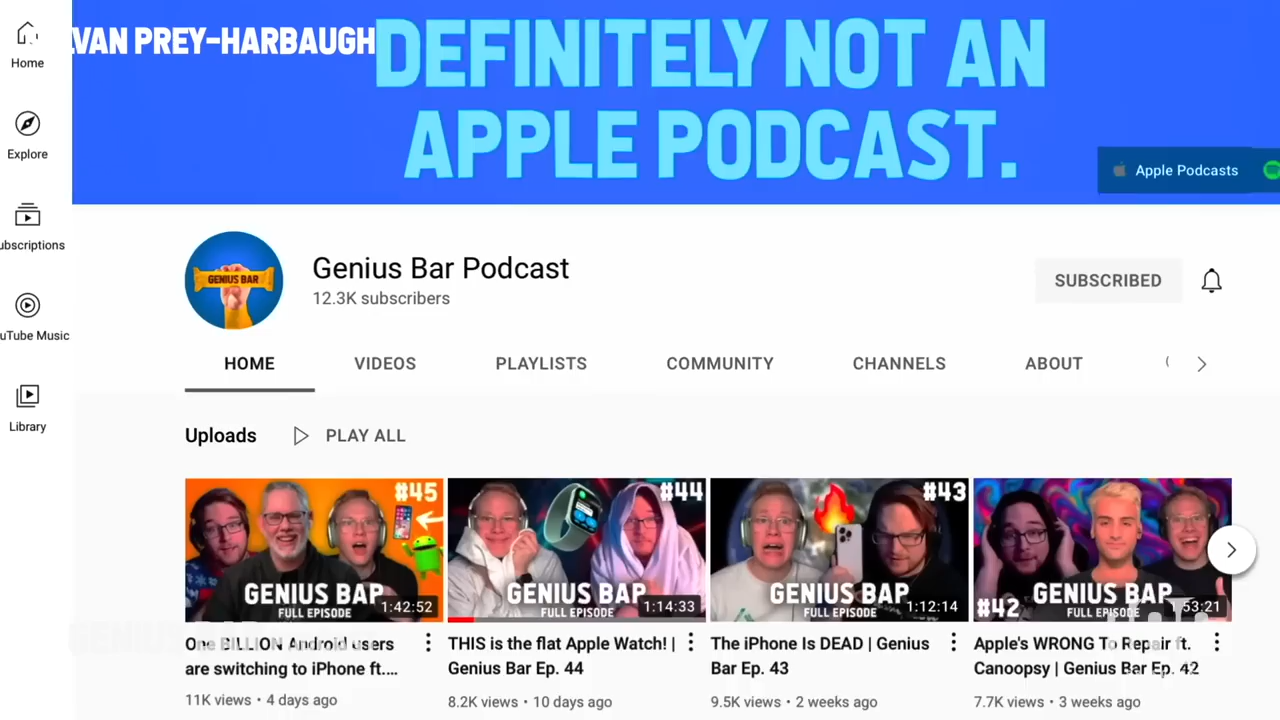 Home
Explore
ubscriptions
uTube Music
Library
VAN PREY-HARBAUGH
DEFINITELY NOT AN
APPLE PODCAST.
Apple Podcasts
GENIUS BAR
Genius Bar Podcast
12.3K subscribers
SUBSCRIBED
HOME
VIDEOS
PLAYLISTS
COMMUNITY
CHANNELS
ABOUT
Uploads
PLAY ALL
#45
GENIUS BAR
FULL EPISODE
1:42:52
One BILLION Android users
are switching to iPhone ft....
11K views • 4 days ago
#44
GENIUS BAR
FULL EPISODE
1:14:33
THIS is the flat Apple Watch! |
Genius Bar Ep. 44
8.2K views • 10 days ago
#43
GENIUS BAR
FULL EPISODE
1:12:14
The iPhone Is DEAD | Genius
Bar Ep. 43
9.5K views • 2 weeks ago
#42
GENIUS BAR
FULL EPISODE
1:53:21
Apple's WRONG To Repair ft.
Canoopsy | Genius Bar Ep. 42
7.7K views • 3 weeks ago